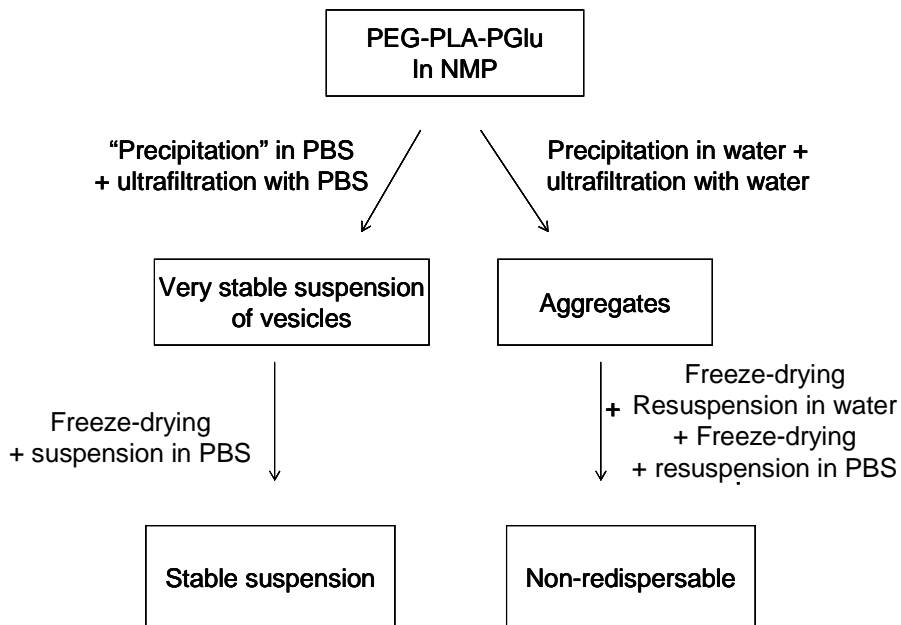 PEG-PLA-PGlu
In NMP
“Precipitation” in PBS
+ ultrafiltration with PBS
Precipitation in water +
ultrafiltration with water
Very stable suspension
of vesicles
Aggregates
Freeze-drying
+ suspension in PBS
Freeze-drying
+ Resuspension in water
+ Freeze-drying
+ resuspension in PBS
Stable suspension
Non-redispersable